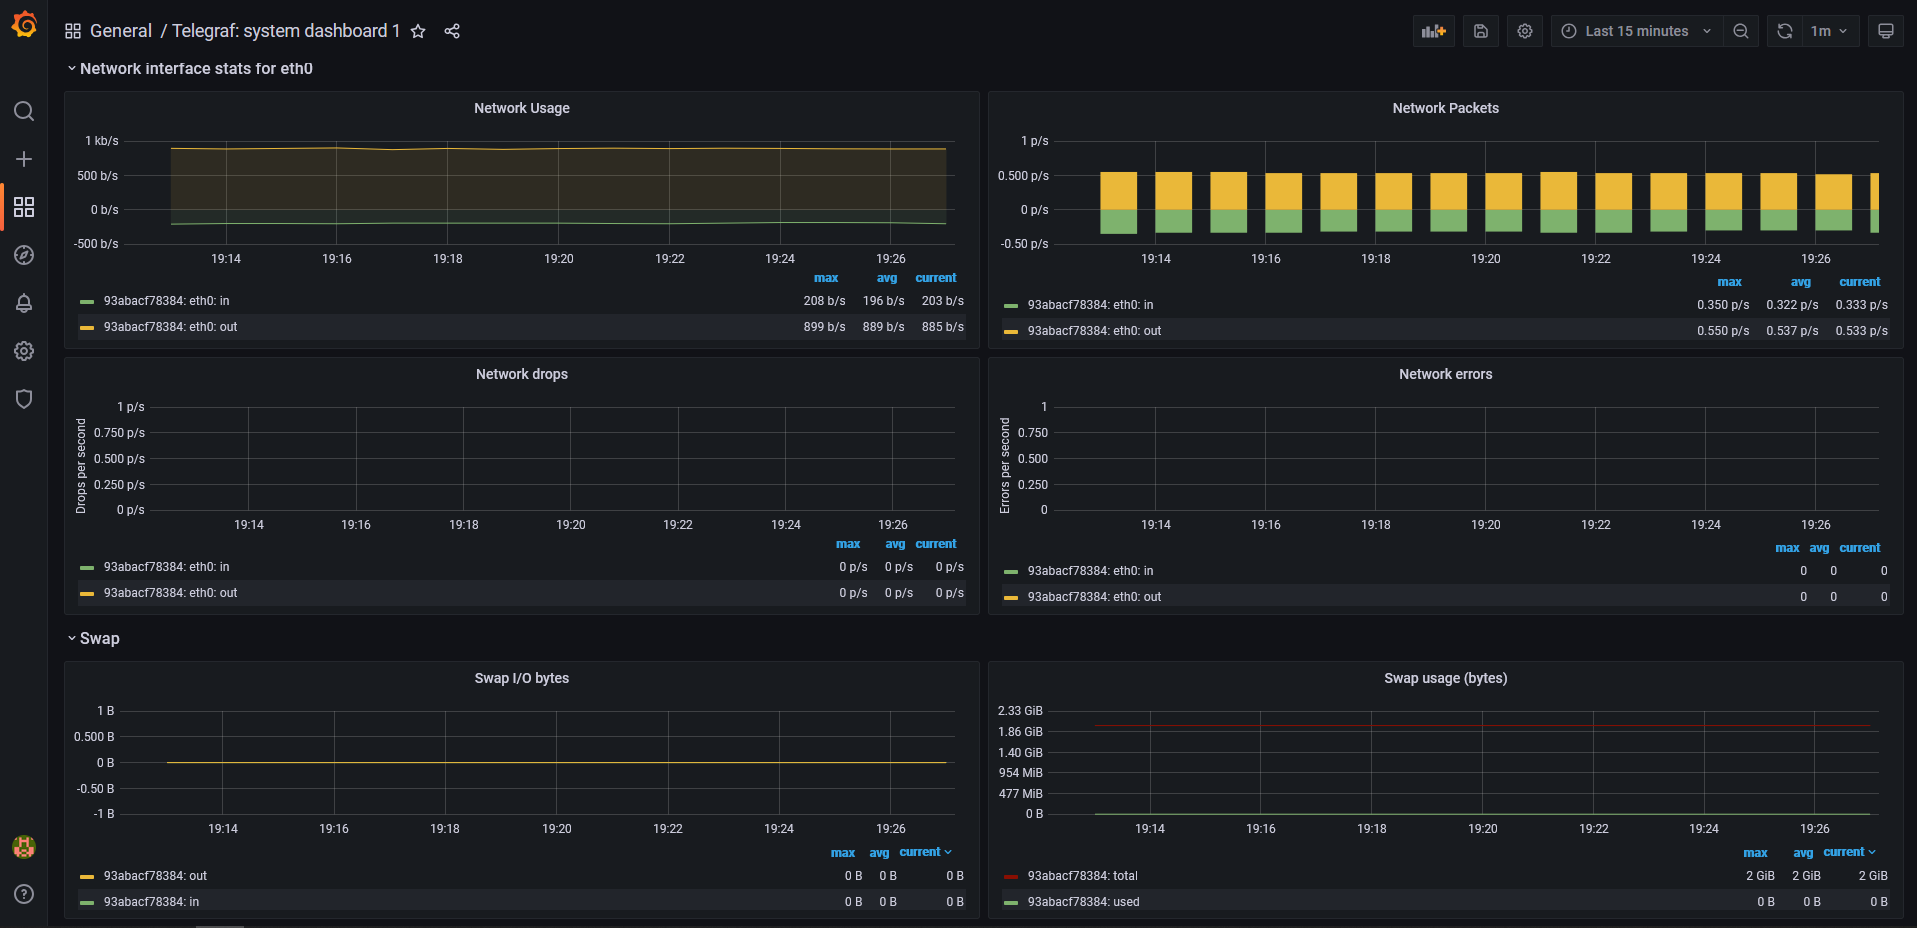 General / Telegraf: system dashboard 1
Last 15 minutes
1m
Network interface stats for eth0
Network Usage
1 kb/s
500 b/s
0 b/s
-500 b/s
19:14 19:16 19:18 19:20 19:22 19:24 19:26
max avg current
93abacf78384: eth0: in 208 b/s 196 b/s 203 b/s
93abacf78384: eth0: out 899 b/s 889 b/s 885 b/s
Network Packets
1 p/s
0.500 p/s
0 p/s
-0.50 p/s
19:14 19:16 19:18 19:20 19:22 19:24 19:26
max avg current
93abacf78384: eth0: in 0.350 p/s 0.322 p/s 0.333 p/s
93abacf78384: eth0: out 0.550 p/s 0.537 p/s 0.533 p/s
Network drops
Drops per second
1 p/s
0.750 p/s
0.500 p/s
0.250 p/s
0 p/s
19:14 19:16 19:18 19:20 19:22 19:24 19:26
max avg current
93abacf78384: eth0: in 0 p/s 0 p/s 0 p/s
93abacf78384: eth0: out 0 p/s 0 p/s 0 p/s
Network errors
Errors per second
1
0.750
0.500
0.250
0
19:14 19:16 19:18 19:20 19:22 19:24 19:26
max avg current
93abacf78384: eth0: in 0 0 0
93abacf78384: eth0: out 0 0 0
Swap
Swap I/O bytes
1 B
0.500 B
0 B
-0.50 B
-1 B
19:14 19:16 19:18 19:20 19:22 19:24 19:26
max avg current
93abacf78384: out 0 B 0 B 0 B
93abacf78384: in 0 B 0 B 0 B
Swap usage (bytes)
2.33 GiB
1.86 GiB
1.40 GiB
954 MiB
477 MiB
0 B
19:14 19:16 19:18 19:20 19:22 19:24 19:26
max avg current
93abacf78384: total 2 GiB 2 GiB 2 GiB
93abacf78384: used 0 B 0 B 0 B